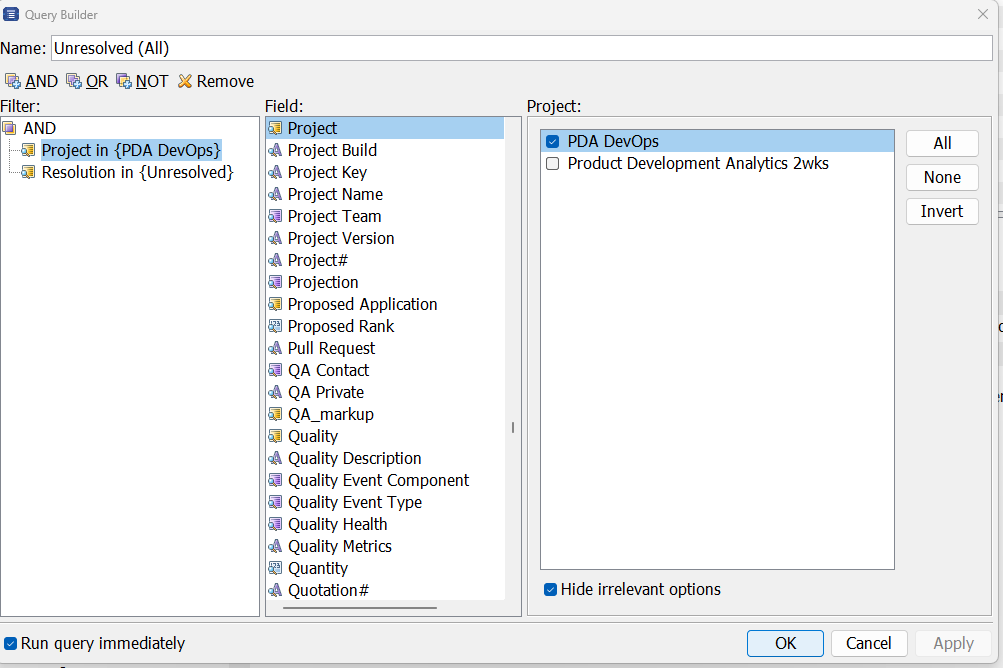 Query Builder
Name: Unresolved (All)
AND OR NOT Remove
Filter:
AND
Project in {PDA DevOps}
Resolution in {Unresolved}
Field:
Project
Project Build
Project Key
Project Name
Project Team
Project Version
Project#
Projection
Proposed Application
Proposed Rank
Pull Request
QA Contact
QA Private
QA_markup
Quality
Quality Description
Quality Event Component
Quality Event Type
Quality Health
Quality Metrics
Quantity
Quotation#
Project:
PDA DevOps
Product Development Analytics 2wks
All
None
Invert
Hide irrelevant options
Run query immediately
OK Cancel Apply